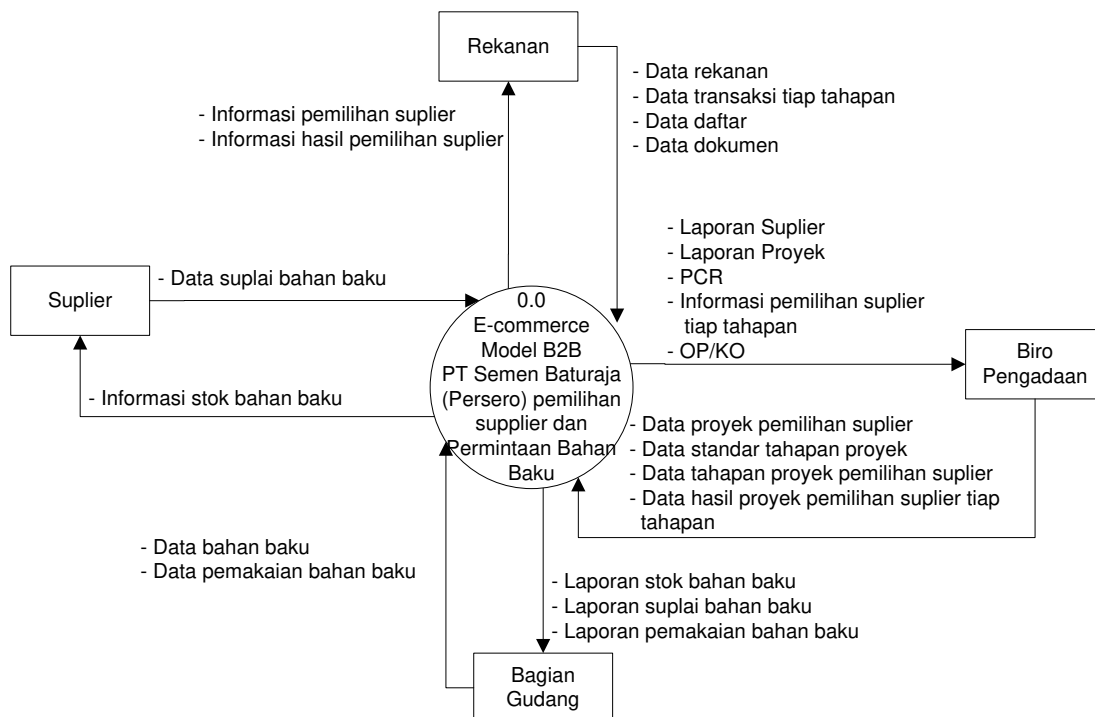 Rekanan
- Data rekanan
- Data transaksi tiap tahapan
- Data daftar
- Data dokumen
- Informasi pemilihan suplier
- Informasi hasil pemilihan suplier
- Laporan Suplier
- Laporan Proyek
- PCR
- Informasi pemilihan suplier
tiap tahapan
- OP/KO
Suplier
- Data suplai bahan baku
0.0
E-commerce
Model B2B
PT Semen Baturaja
(Persero) pemilihan
supplier dan
Permintaan Bahan
Baku
Biro
Pengadaan
- Informasi stok bahan baku
- Data proyek pemilihan suplier
- Data standar tahapan proyek
- Data tahapan proyek pemilihan suplier
- Data hasil proyek pemilihan suplier tiap
tahapan
- Data bahan baku
- Data pemakaian bahan baku
- Laporan stok bahan baku
- Laporan suplai bahan baku
- Laporan pemakaian bahan baku
Bagian
Gudang